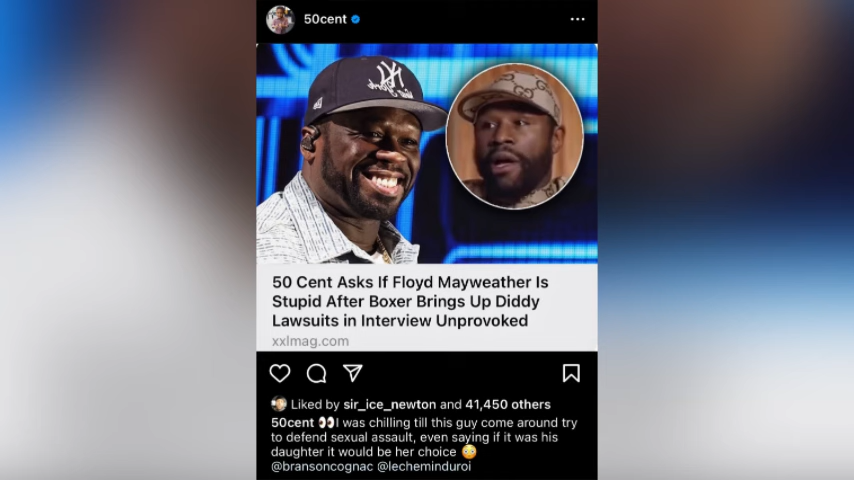 50cent
50 Cent Asks If Floyd Mayweather Is
Stupid After Boxer Brings Up Diddy
Lawsuits in Interview Unprovoked
xxlmag.com
Liked by sir_ice_newton and 41,450 others
50cent 👀I was chilling till this guy come around try
to defend sexual assault, even saying if it was his
daughter it would be her choice 😳
@bransoncognac @lecheminduroi